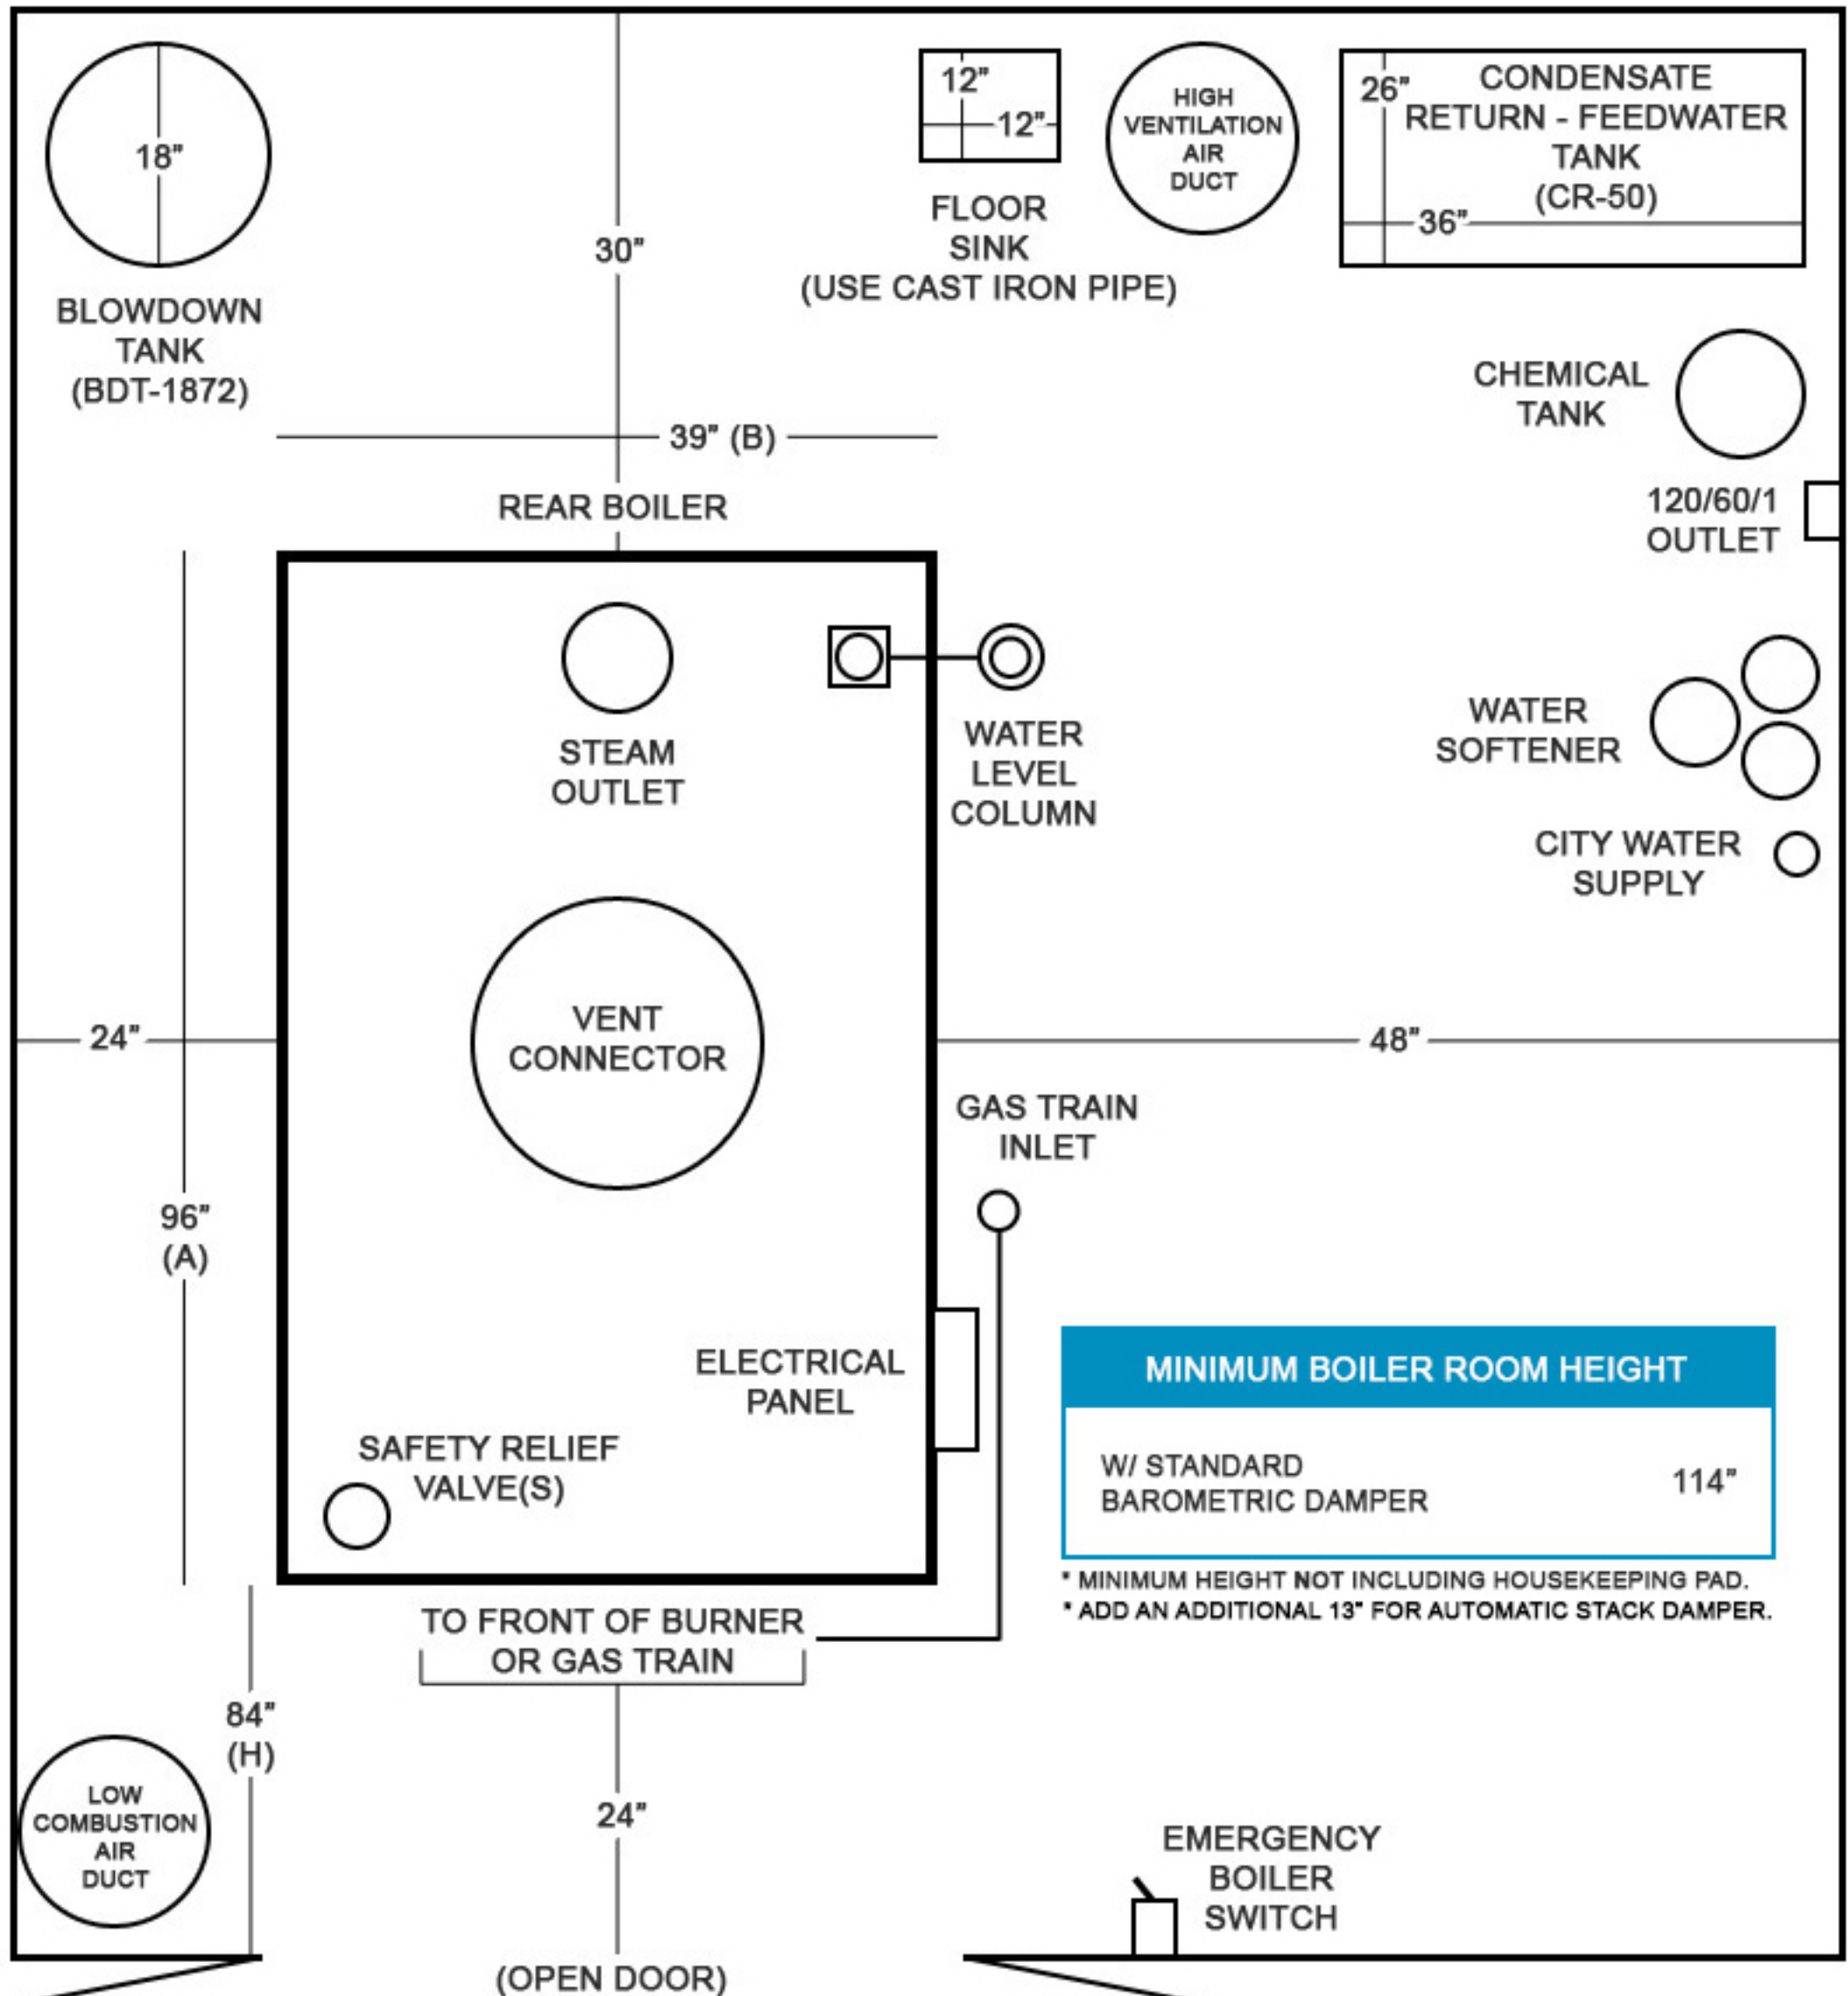 18”
BLOWDOWN
TANK
(BDT-1872)
30”
12”
12”
FLOOR
SINK
(USE CAST IRON PIPE)
HIGH
VENTILATION
AIR
DUCT
26”
CONDENSATE
RETURN - FEEDWATER
TANK
(CR-50)
36”
CHEMICAL
TANK
120/60/1
OUTLET
39” (B)
REAR BOILER
STEAM
OUTLET
WATER
LEVEL
COLUMN
WATER
SOFTENER
CITY WATER
SUPPLY
VENT
CONNECTOR
24”
48”
96”
(A)
GAS TRAIN
INLET
ELECTRICAL
PANEL
SAFETY RELIEF
VALVE(S)
MINIMUM BOILER ROOM HEIGHT
W/ STANDARD
BAROMETRIC DAMPER
114”
* MINIMUM HEIGHT NOT INCLUDING HOUSEKEEPING PAD.
* ADD AN ADDITIONAL 13" FOR AUTOMATIC STACK DAMPER.
TO FRONT OF BURNER
OR GAS TRAIN
84”
(H)
LOW
COMBUSTION
AIR
DUCT
24”
EMERGENCY
BOILER
SWITCH
(OPEN DOOR)